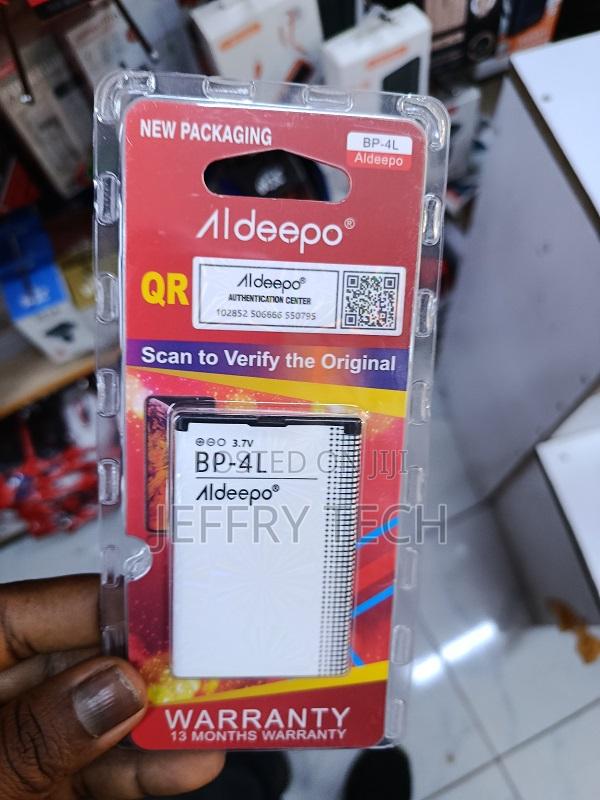 NEW PACKAGING
BP-4L
Aldeepo
Aldeepo®
QR
Aldeepo®
AUTHENTICATION CENTER
102852 506666 550795
Scan to Verify the Original
3.7V
BP-4L
POSTED ON JIJI
Aldeepo®
JEFFRY TECH
WARRANTY
13 MONTHS WARRANTY